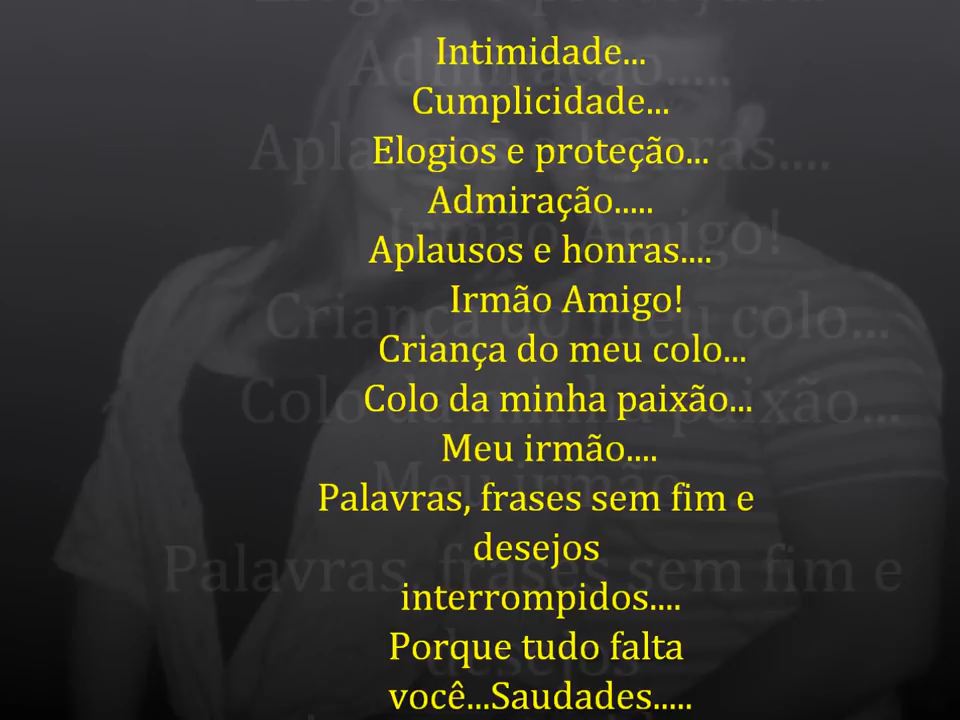 Intimidade...
Cumplicidade...
Elogios e proteção...
Admiração.....
Aplausos e honras....
Irmão Amigo!
Criança do meu colo...
Colo da minha paixão...
Meu irmão....
Palavras, frases sem fim e
desejos
interrompidos....
Porque tudo falta
você...Saudades.....